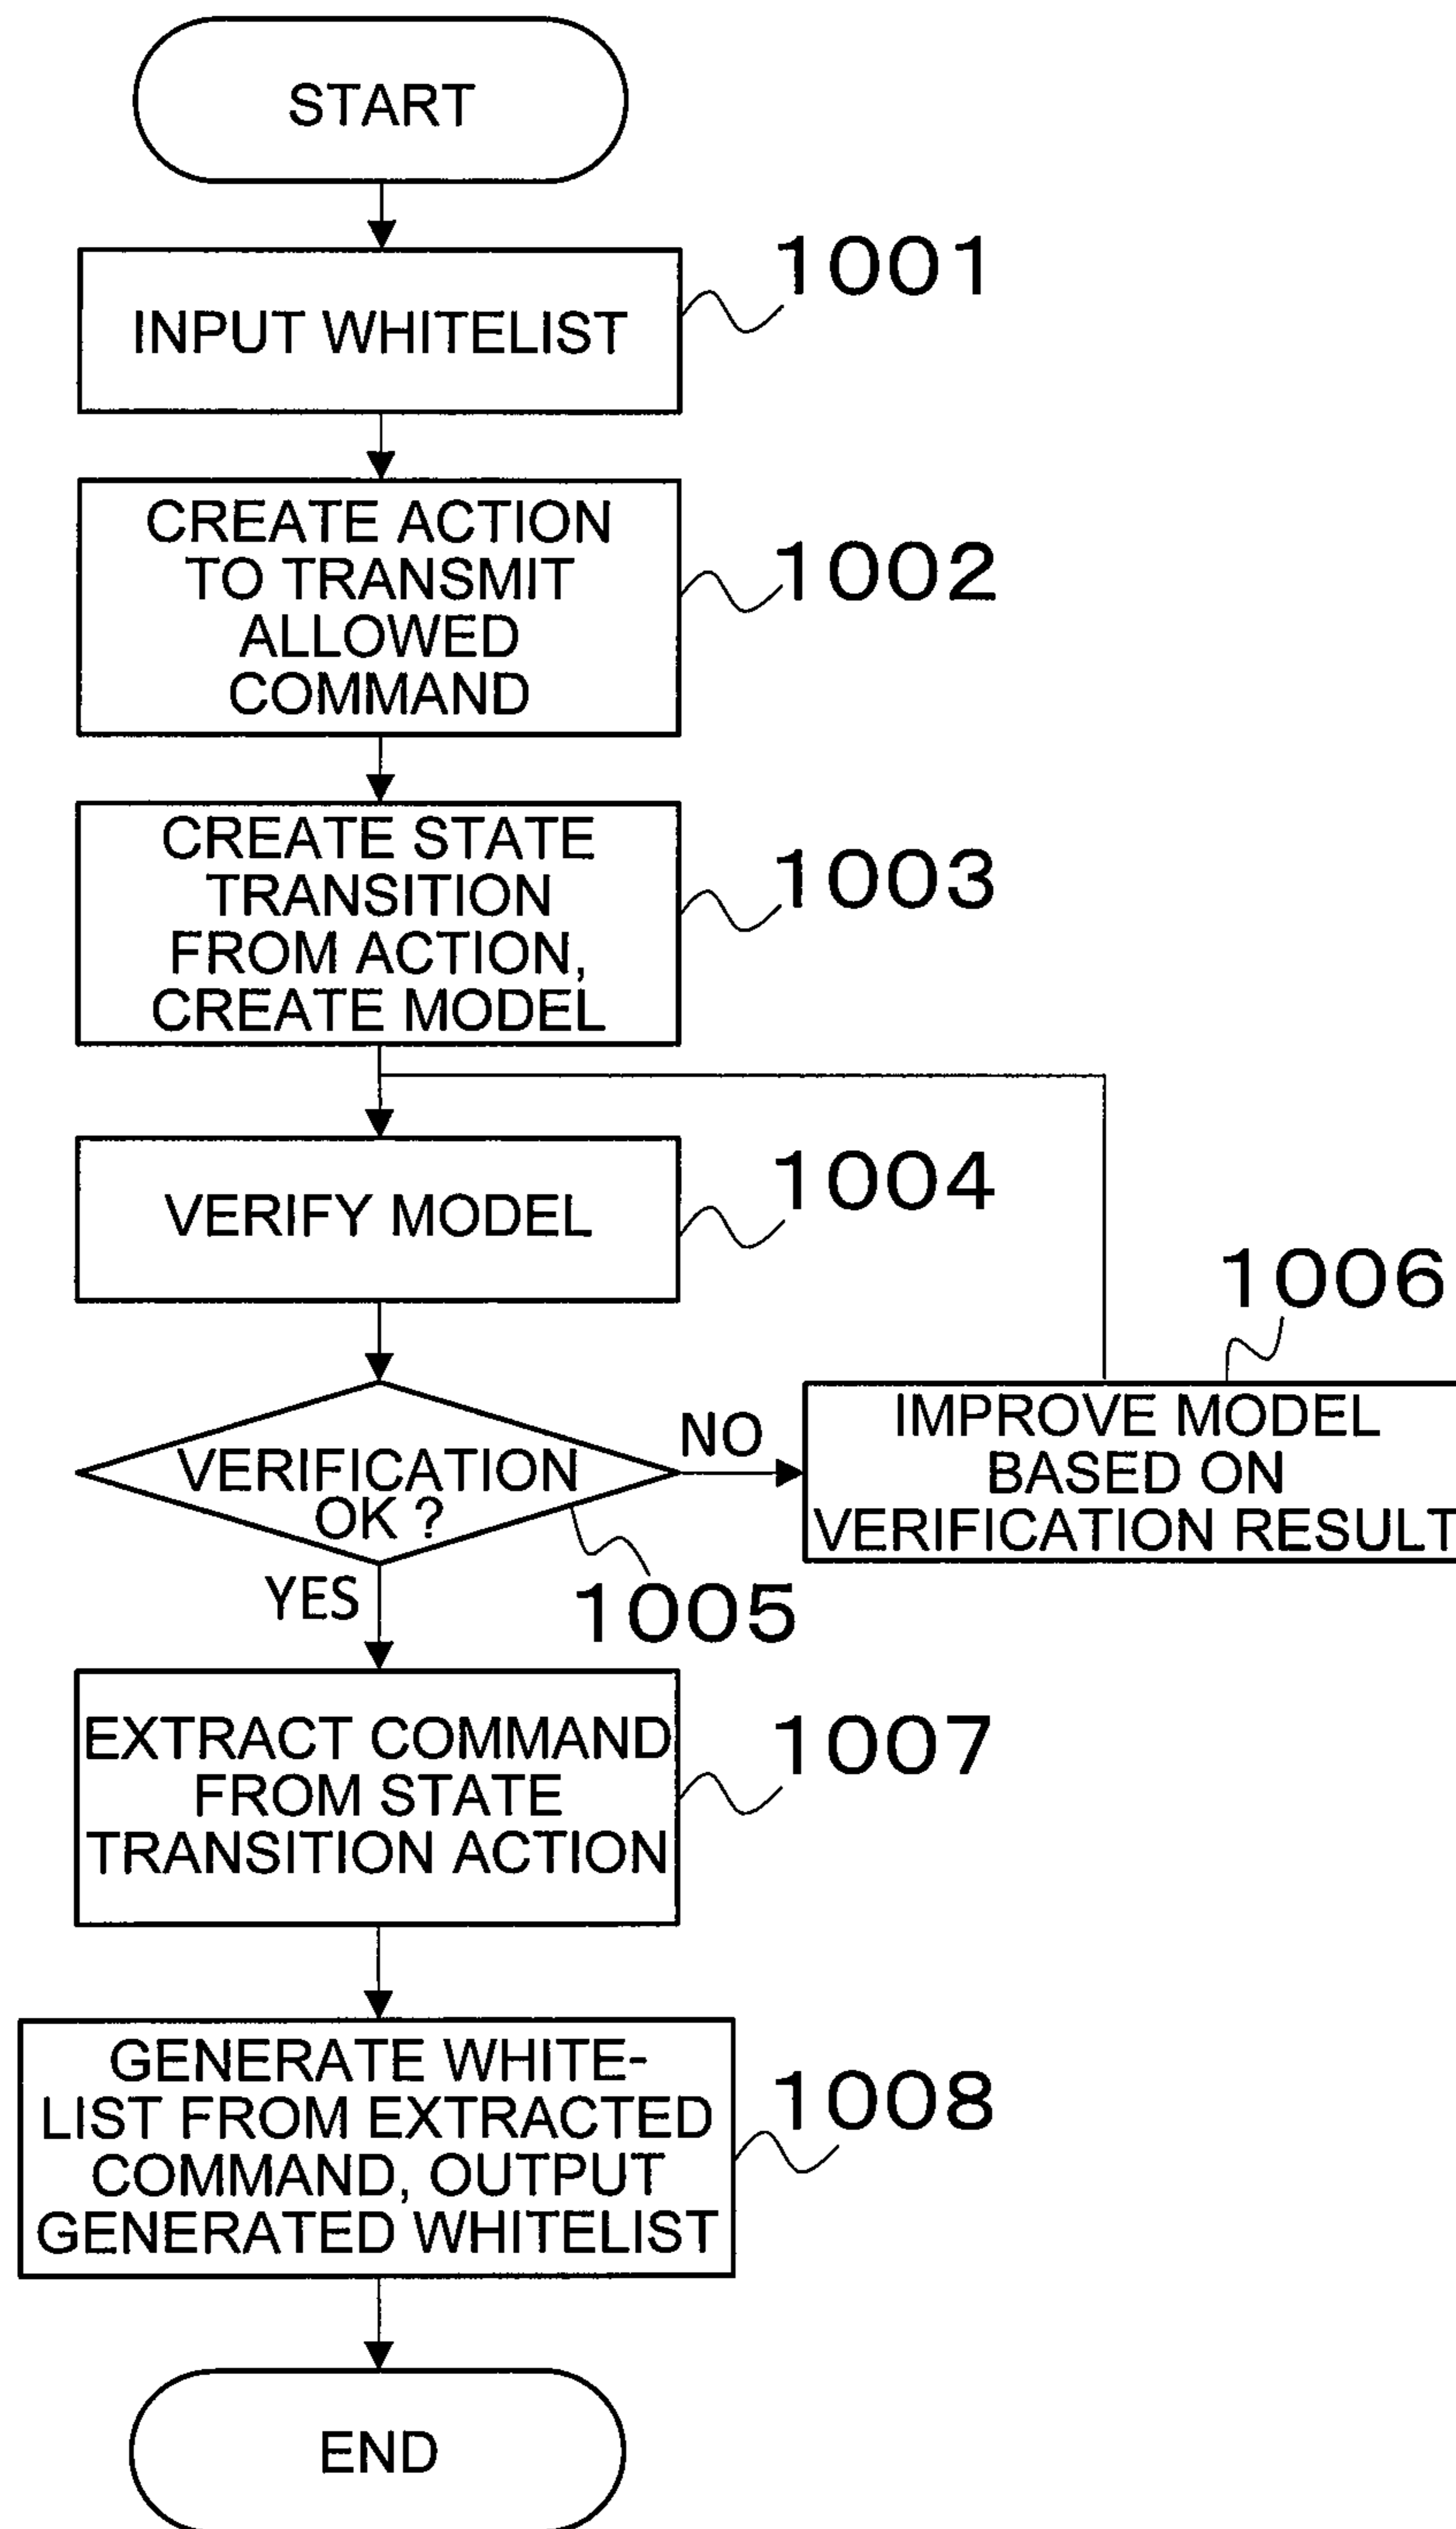 START
1001
INPUT WHITELIST
CREATE ACTION
TO TRANSMIT
ALLOWED
COMMAND
1002
CREATE STATE
TRANSITION
FROM ACTION,
CREATE MODEL
1003
VERIFY MODEL
1004
1006
VERIFICATION
OK ?
NO
IMPROVE MODEL
BASED ON
VERIFICATION RESULT
YES
1005
EXTRACT COMMAND
FROM STATE
TRANSITION ACTION
1007
GENERATE WHITE-
LIST FROM EXTRACTED
COMMAND, OUTPUT
GENERATED WHITELIST
1008
END